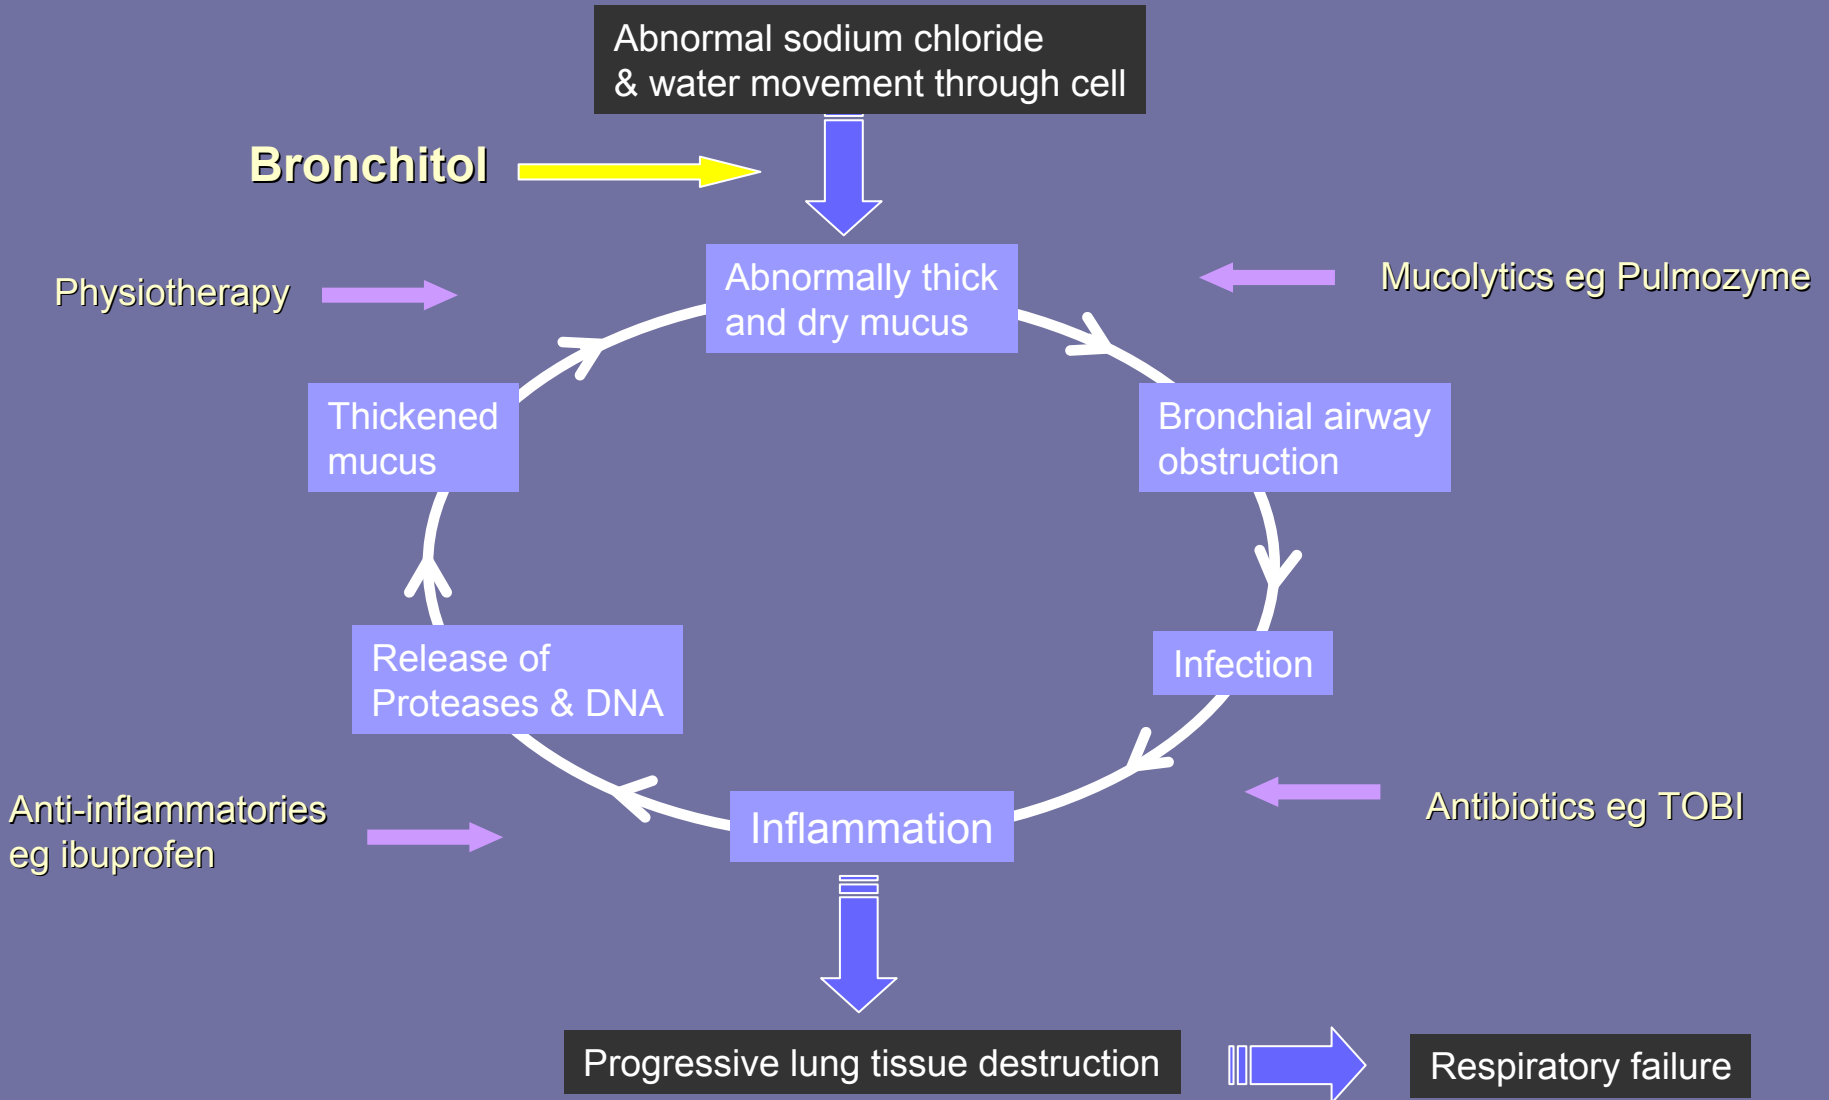 Abnormal sodium chloride
& water movement through cell
Bronchitol
Physiotherapy
Abnormally thick
and dry mucus
Mucolytics eg Pulmozyme
Thickened
mucus
Bronchial airway
obstruction
Release of
Proteases & DNA
Infection
Anti-inflammatories
eg ibuprofen
Inflammation
Antibiotics eg TOBI
Progressive lung tissue destruction
Respiratory failure